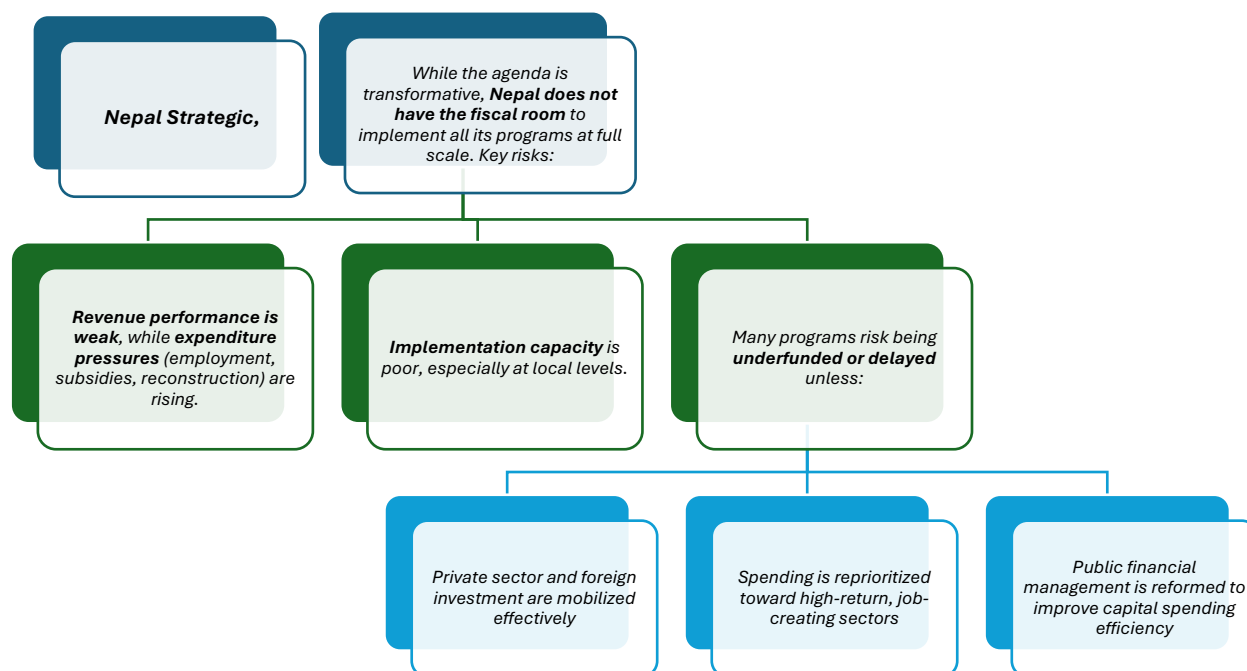 Nepal Strategic,
While the agenda is
transformative, Nepal does not
have the fiscal room to
implement all its programs at full
scale. Key risks:
Revenue performance is
weak, while expenditure
pressures (employment,
subsidies, reconstruction) are
rising.
Implementation capacity is
poor, especially at local levels.
Many programs risk being
underfunded or delayed
unless:
Private sector and foreign
investment are mobilized
effectively
Spending is reprioritized
toward high-return, job-
creating sectors
Public financial
management is reformed to
improve capital spending
efficiency